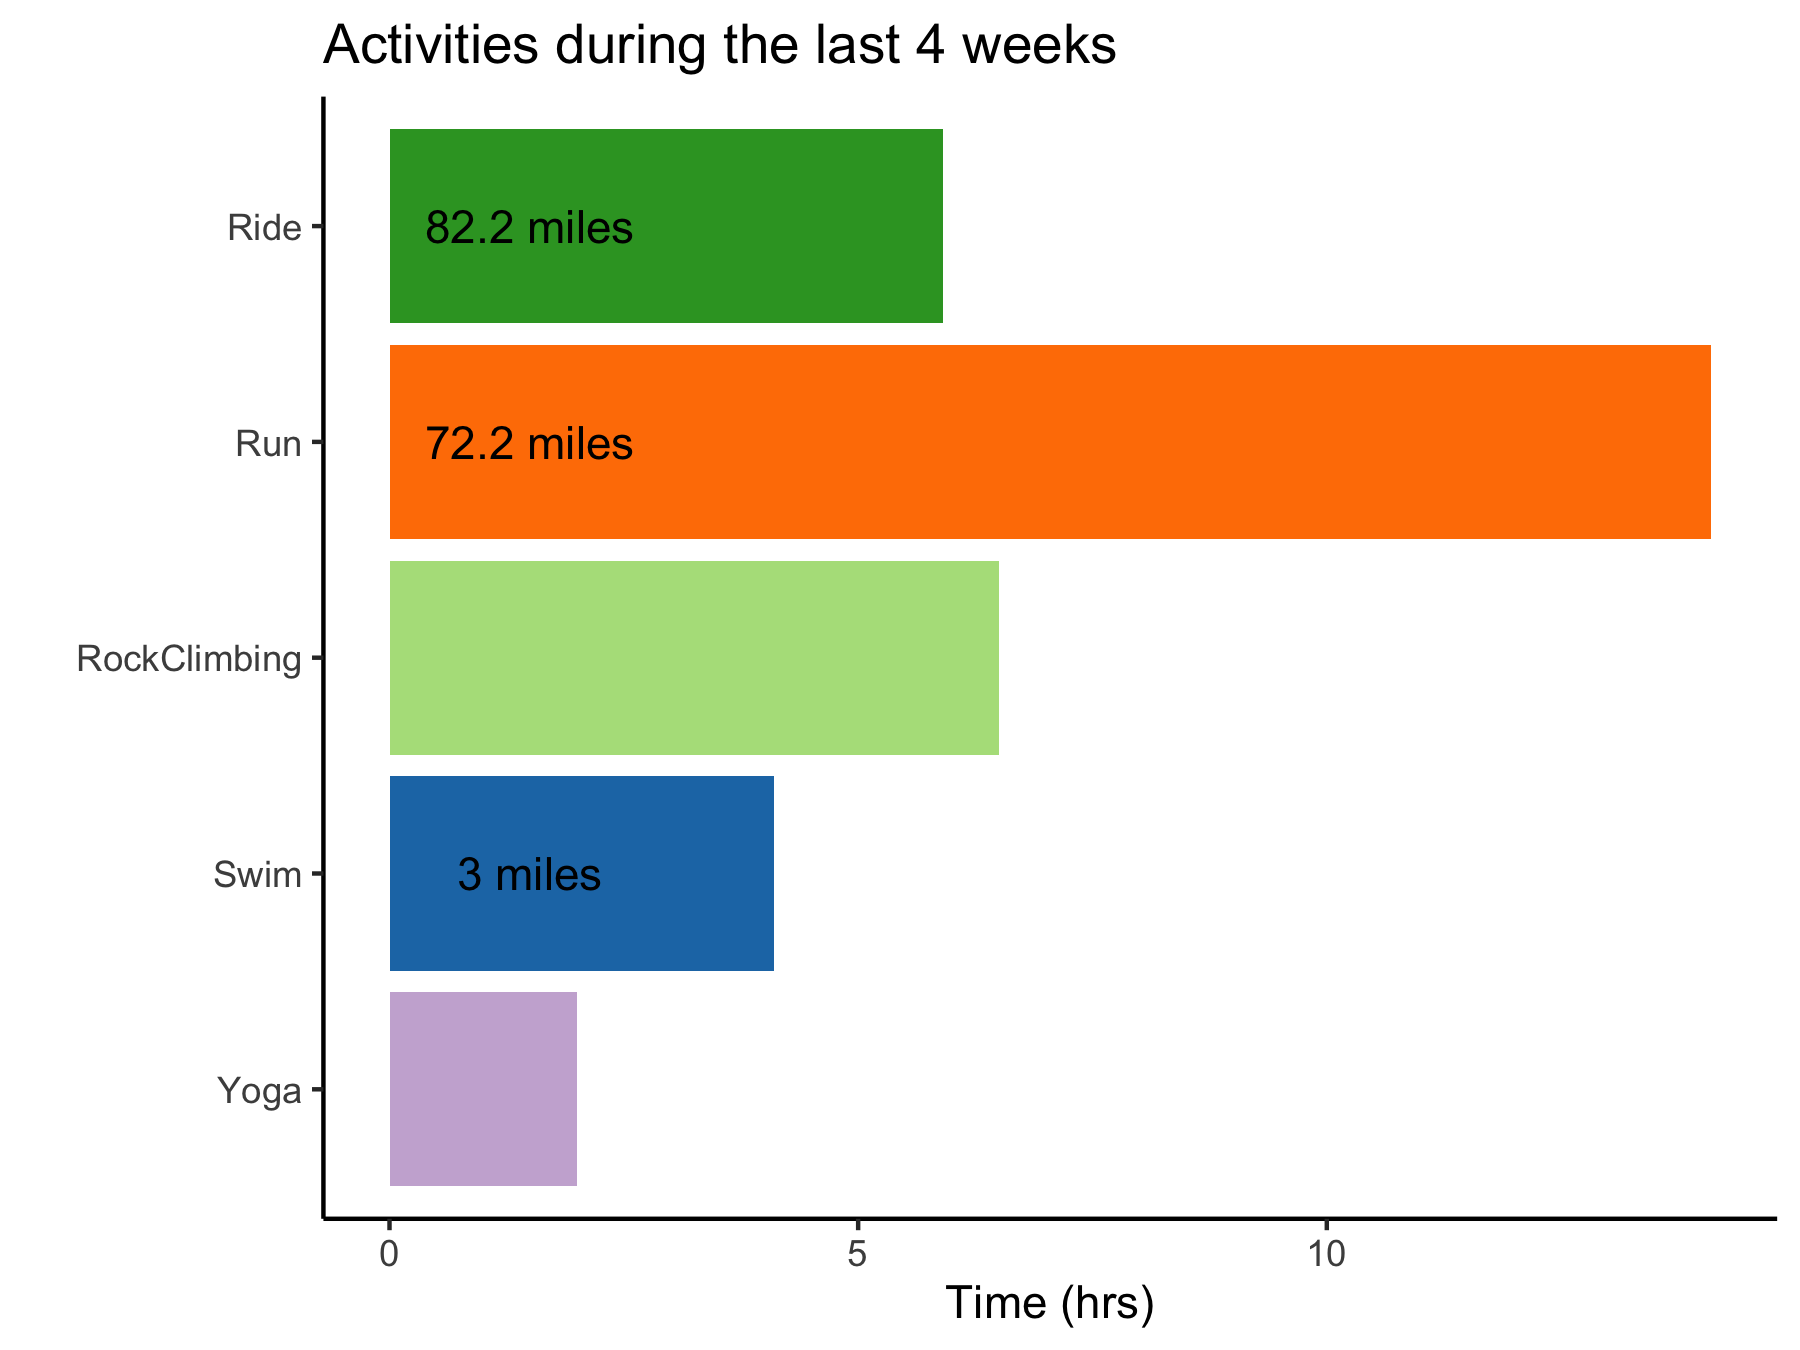 Activities during the last 4 weeks
Ride
82.2 miles
Run
72.2 miles
RockClimbing
Swim
3 miles
Yoga
0
5
10
Time (hrs)